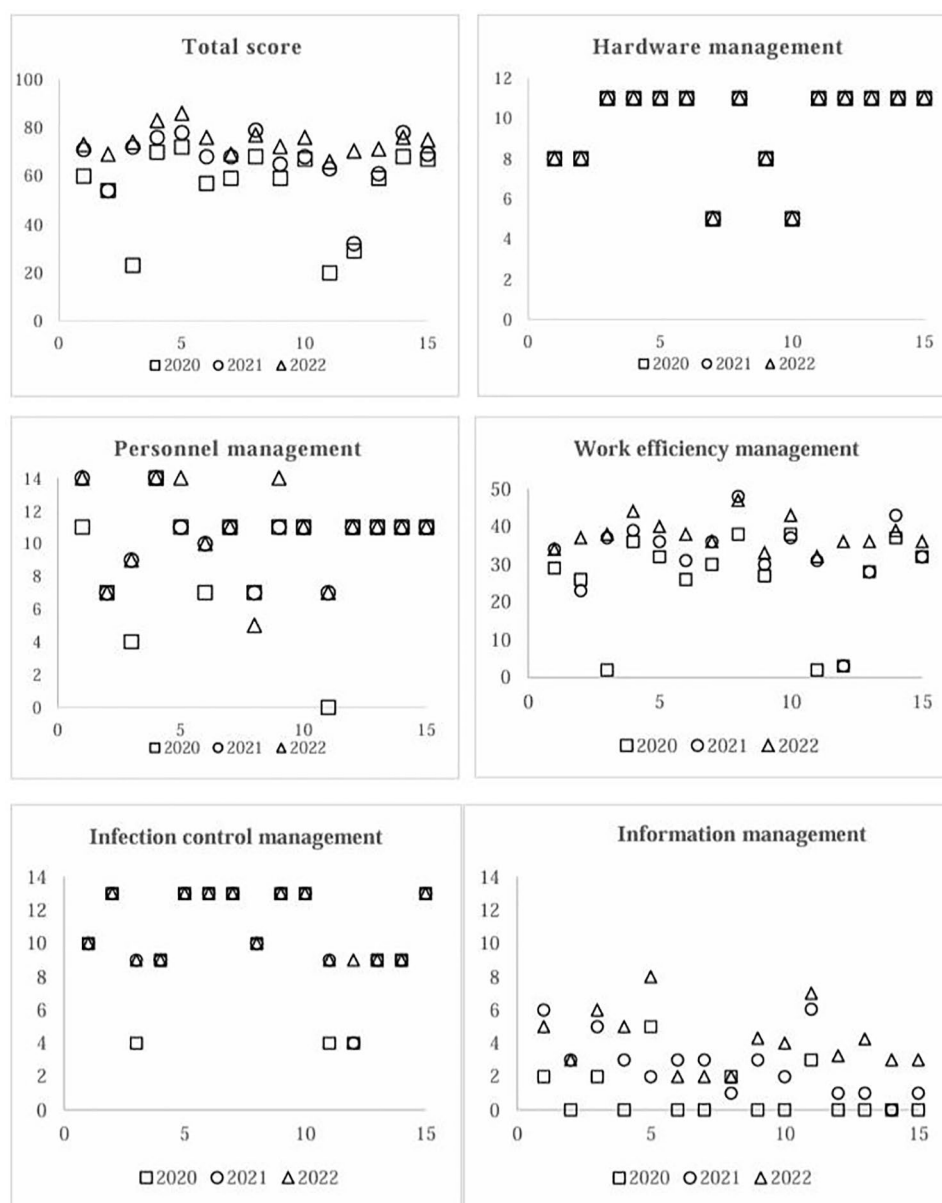 Total score
100
80
60
40
20
0
0 5 10 15
2020 2021 2022
Hardware management
12
10
8
6
4
2
0
0 5 10 15
2020 2021 2022
Personnel management
14
12
10
8
6
4
2
0
0 5 10 15
2020 2021 2022
Work efficiency management
50
40
30
20
10
0
0 5 10 15
2020 2021 2022
Infection control management
14
12
10
8
6
4
2
0
0 5 10 15
2020 2021 2022
Information management
14
12
10
8
6
4
2
0
0 5 10 15
2020 2021 2022